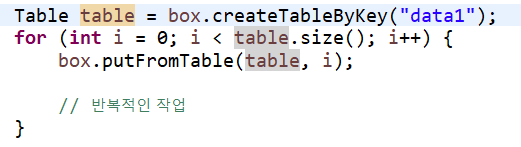 Table table = box.createTableByKey("data1");
for (int i = 0; i < table.size(); i++) {
    box.putFromTable(table, i);
    // 반복적인 작업
}